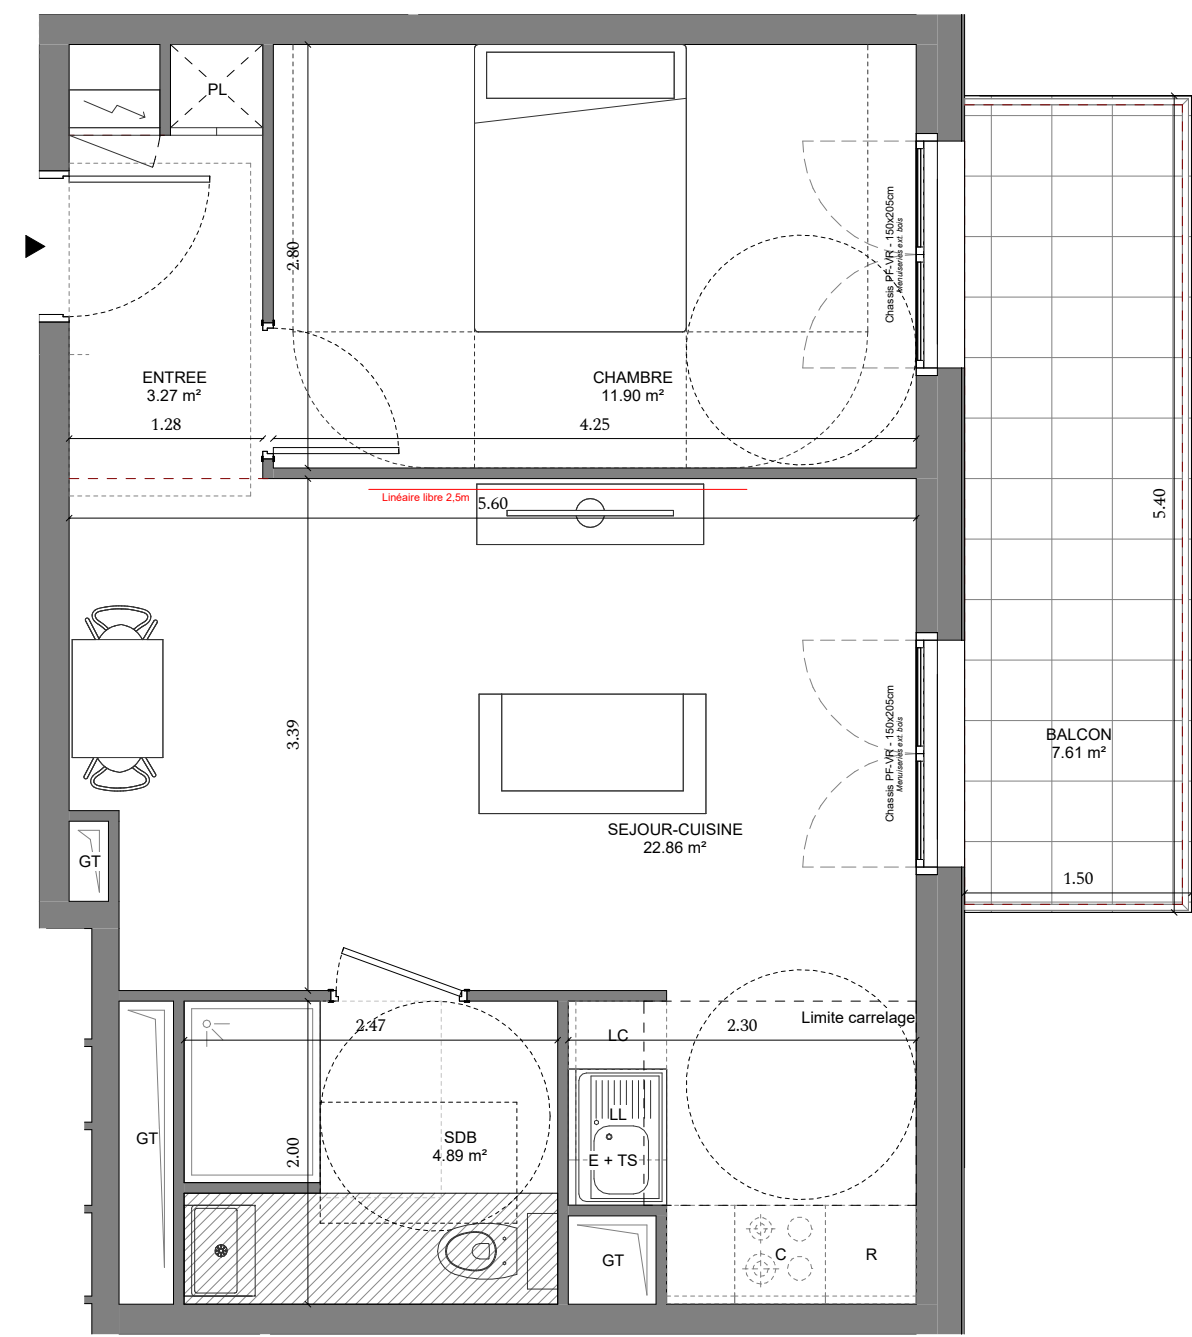 PL
2.80
Chassis PF-VR - 150x205cm
Menuiseries ext. bois
ENTREE
3.27 m²
1.28
CHAMBRE
11.90 m²
4.25
Linéaire libre 2,5m
5.60
5.40
3.39
Chassis PF-VR - 150x205cm
Menuiseries ext. bois
BALCON
7.61 m²
SEJOUR-CUISINE
22.86 m²
GT
1.50
2.47
LC
2.30
Limite carrelage
LL
GT
2.00
SDB
4.89 m²
E + TS
GT
C
R